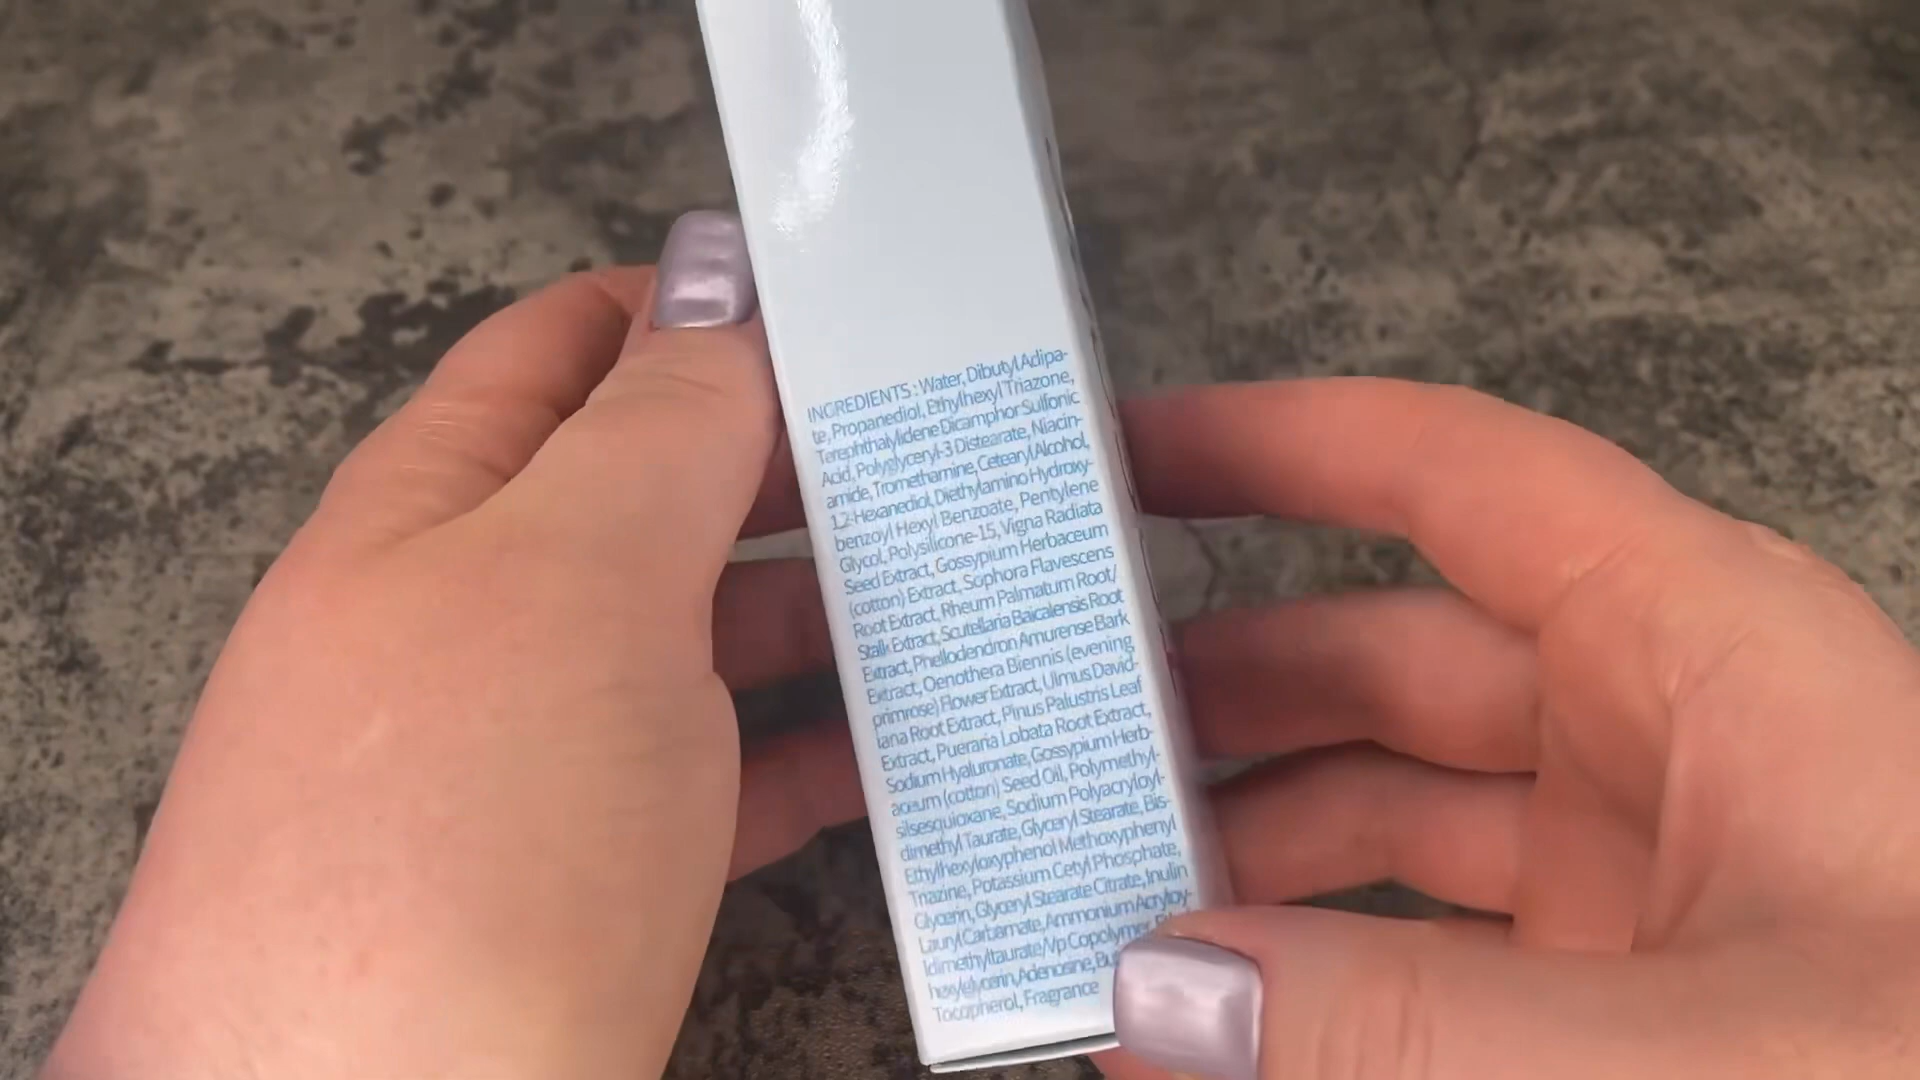 INGREDIENTS : Water, Dibutyl Adipa-
te, Propanediol, Ethylhexyl Triazone,
Terephthalylidene Dicamphor Sulfonic
Acid, Polyglyceryl-3 Distearate, Niacin-
amide, Tromethamine, Cetearyl Alcohol,
1,2-Hexanediol, Diethylamino Hydroxy-
benzoyl Hexyl Benzoate, Pentylene
Glycol, Polysilicone-15, Vigna Radiata
Seed Extract, Gossypium Herbaceum
(cotton) Extract, Sophora Flavescens
Root Extract, Rheum Palmatum Root/
Stalk Extract, Scutellaria Baicalensis Root
Extract, Phellodendron Amurense Bark
Extract, Oenothera Biennis (evening
primrose) Flower Extract, Ulmus David-
iana Root Extract, Pinus Palustris Leaf
Extract, Pueraria Lobata Root Extract,
Sodium Hyaluronate, Gossypium Herb-
aceum (cotton) Seed Oil, Polymethyl-
silsesquioxane, Sodium Polyacryloyl-
dimethyl Taurate, Glyceryl Stearate, Bis-
Ethylhexyloxyphenol Methoxyphenyl
Triazine, Potassium Cetyl Phosphate,
Glycerin, Glyceryl Stearate Citrate, Inulin
Lauryl Carbamate, Ammonium Acryloy-
ldimethyltaurate/Vp Copolymer,
hexylglycerin, Adenosine,
Tocopherol, Fragrance